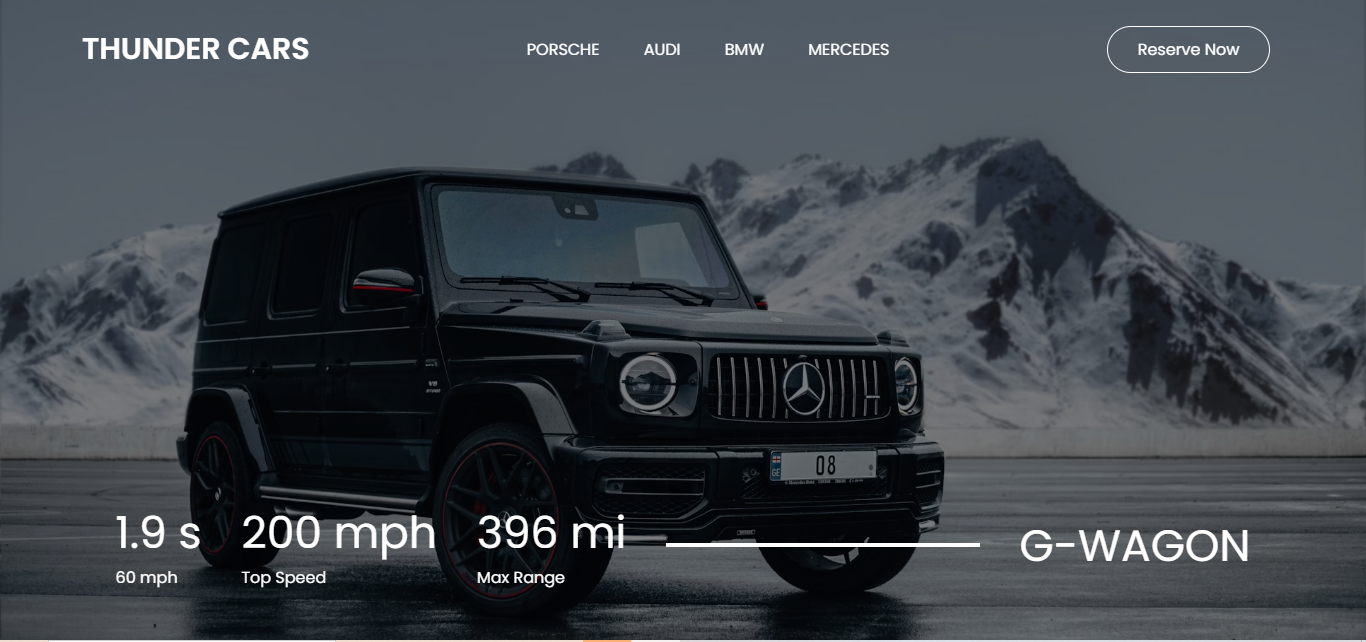 THUNDER CARS
PORSCHE AUDI BMW MERCEDES
Reserve Now
GE 08
1.9 s 200 mph 396 mi
60 mph Top Speed Max Range
G-WAGON